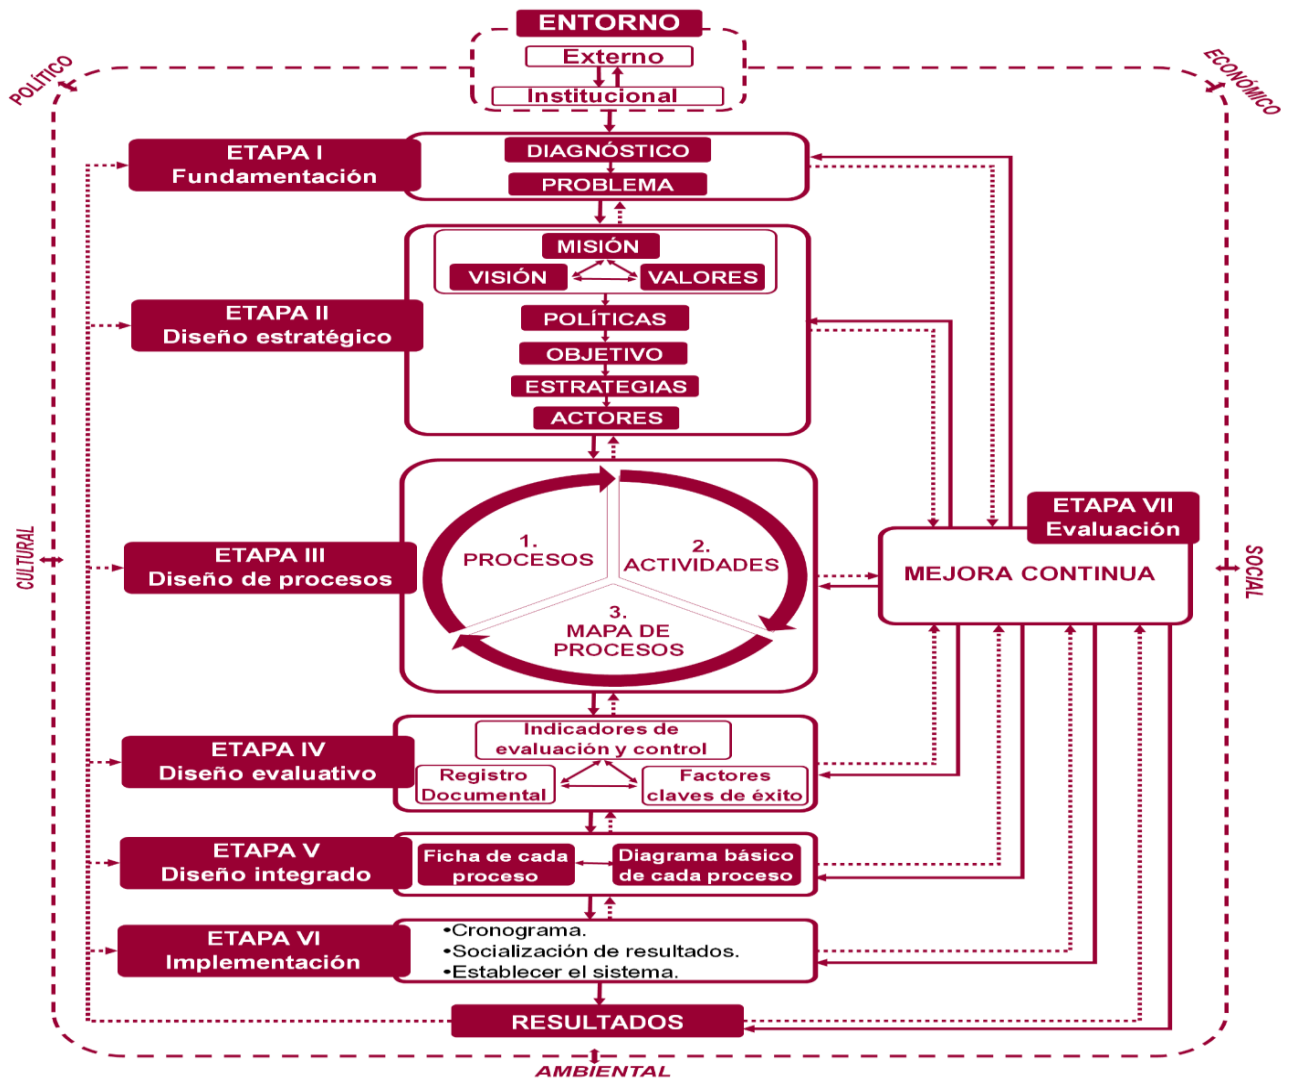 ENTORNO
Externo
Institucional
POLÍTICO
ECONÓMICO
ETAPA I
Fundamentación
DIAGNÓSTICO
PROBLEMA
ETAPA II
Diseño estratégico
MISIÓN
VISIÓN
VALORES
POLÍTICAS
OBJETIVO
ESTRATEGIAS
ACTORES
CULTURAL
ETAPA III
Diseño de procesos
1.
PROCESOS
2.
ACTIVIDADES
3.
MAPA DE
PROCESOS
ETAPA VII
Evaluación
MEJORA CONTINUA
SOCIAL
ETAPA IV
Diseño evaluativo
Indicadores de
evaluación y control
Registro
Documental
Factores
claves de éxito
ETAPA V
Diseño integrado
Ficha de cada
proceso
Diagrama básico
de cada proceso
ETAPA VI
Implementación
•Cronograma.
•Socialización de resultados.
•Establecer el sistema.
RESULTADOS
AMBIENTAL